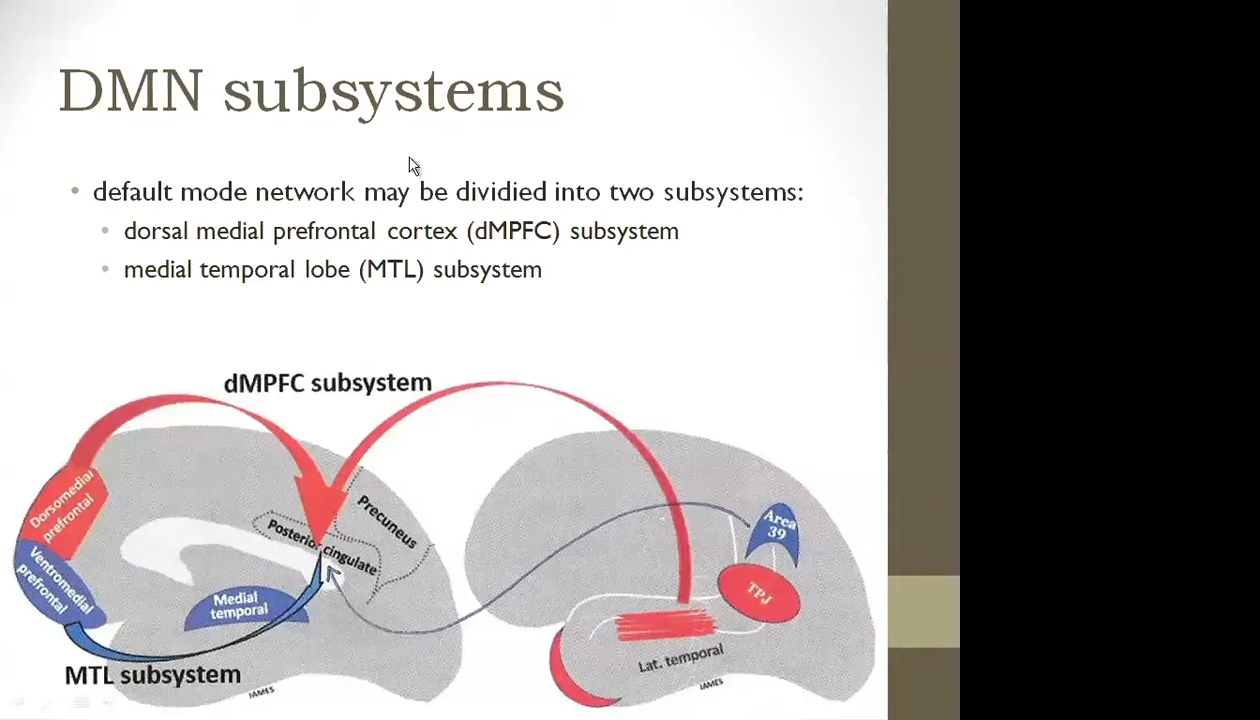 DMN subsystems
• default mode network may be dividied into two subsystems:
• dorsal medial prefrontal cortex (dMPFC) subsystem
• medial temporal lobe (MTL) subsystem
dMPFC subsystem
Dorsomedial
prefrontal
Ventromedial
prefrontal
Posterior cingulate
Precuneus
Medial
temporal
MTL subsystem
JAMES
Area
39
TPJ
Lat. temporal
JAMES